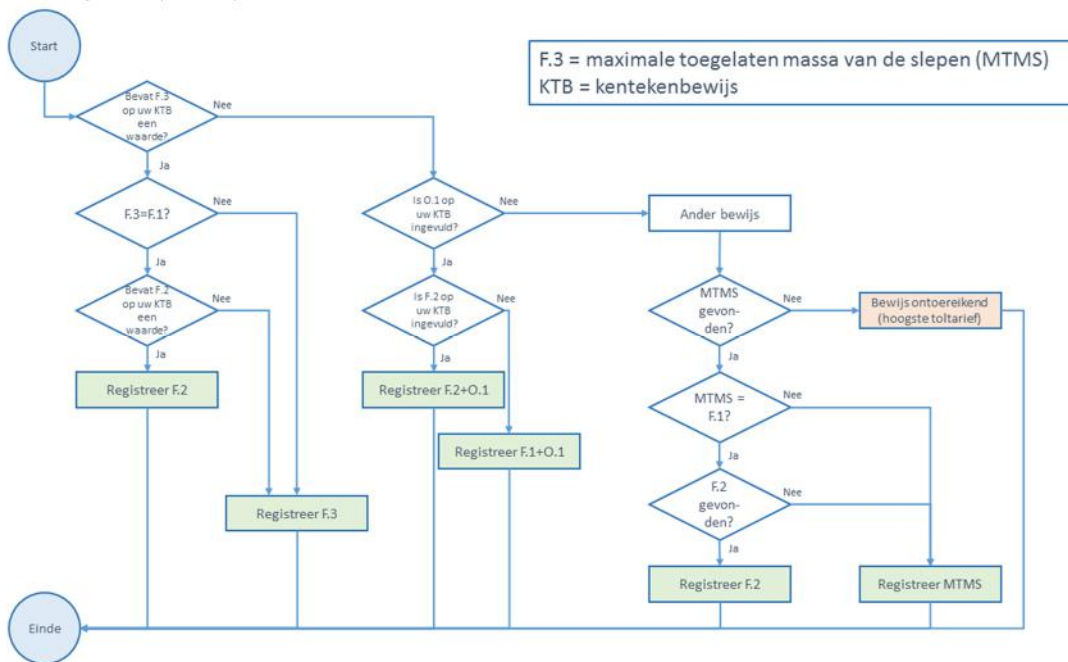 Start
F.3 = maximale toegelaten massa van de slepen (MTMS)
KTB = kentekenbewijs
Bevat F.3
op uw KTB
een
waarde?
Nee
Ja
F.3=F.1?
Nee
Ja
Bevat F.2
op uw KTB
een
waarde?
Nee
Ja
Registreer F.2
Registreer F.3
Is O.1 op
uw KTB
ingevuld?
Nee
Ja
Is F.2 op
uw KTB
ingevuld?
Nee
Ja
Registreer F.2+O.1
Registreer F.1+O.1
Ander bewijs
MTMS
gevon-
den?
Nee
Bewijs ontoereikend
(hoogste toltarief)
Ja
MTMS =
F.1?
Nee
Ja
F.2
gevon-
den?
Nee
Ja
Registreer F.2
Registreer MTMS
Einde